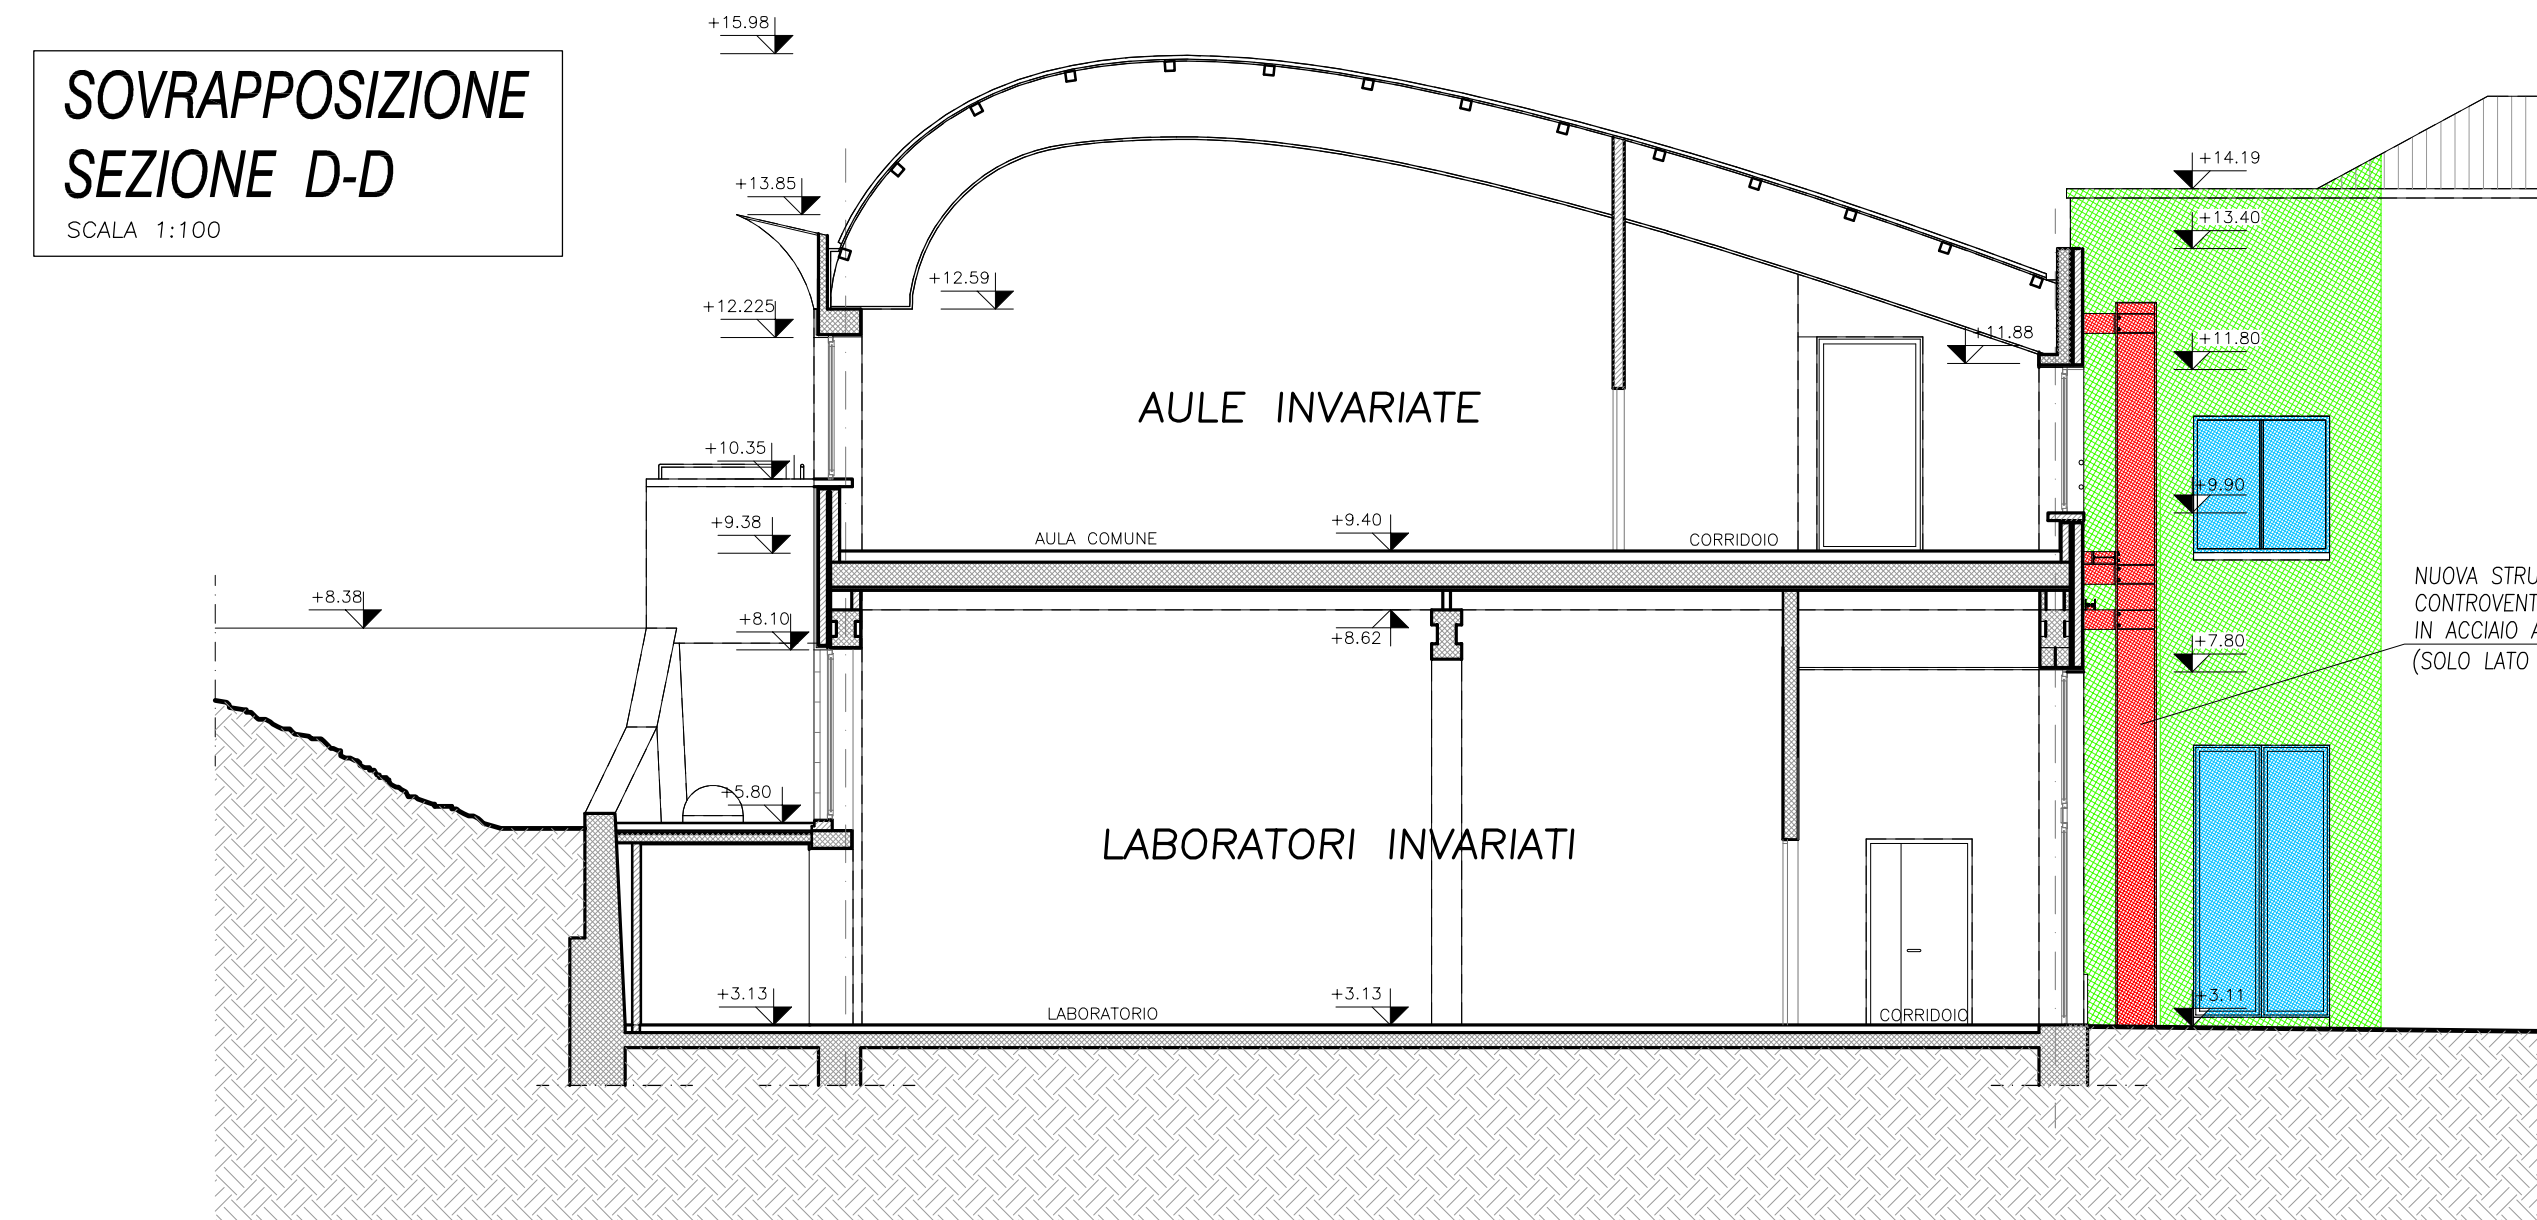 SOVRAPPOSIZIONE
SEZIONE D-D
SCALA 1:100
+15.98
+13.85
+12.59
+12.225
+10.35
+9.38
+8.38
+8.10
+5.80
+3.13
+14.19
+13.40
+11.88
+11.80
AULE INVARIATE
+9.90
AULA COMUNE
+9.40
CORRIDOIO
+8.62
+7.80
NUOVA STRU
CONTROVENT
IN ACCIAIO A
(SOLO LATO
LABORATORI INVARIATI
LABORATORIO
+3.13
CORRIDOIO
+3.11